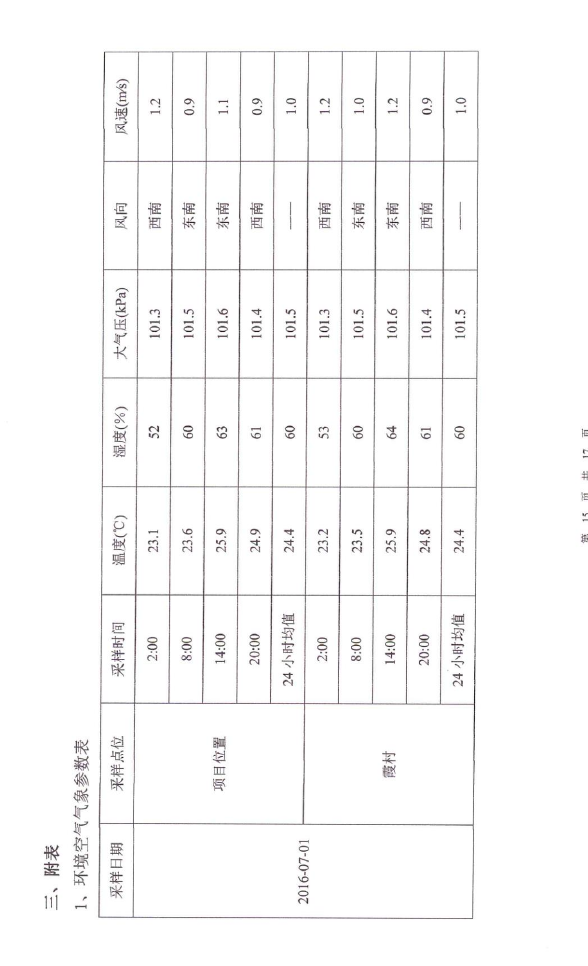 三、附表
1、环境空气气象参数表
采样日期 采样点位 采样时间 温度(℃) 湿度(%) 大气压(kPa) 风向 风速(m/s)
2016-07-01 项目位置 2:00 23.1 52 101.3 西南 1.2
8:00 23.6 60 101.5 东南 0.9
14:00 25.9 63 101.6 东南 1.1
20:00 24.9 61 101.4 西南 0.9
24 小时均值 24.4 60 101.5 —— 1.0
霞村 2:00 23.2 53 101.3 西南 1.2
8:00 23.5 60 101.5 东南 1.0
14:00 25.9 64 101.6 东南 1.2
20:00 24.8 61 101.4 西南 0.9
24 小时均值 24.4 60 101.5 —— 1.0
第 15 页 共 17 页